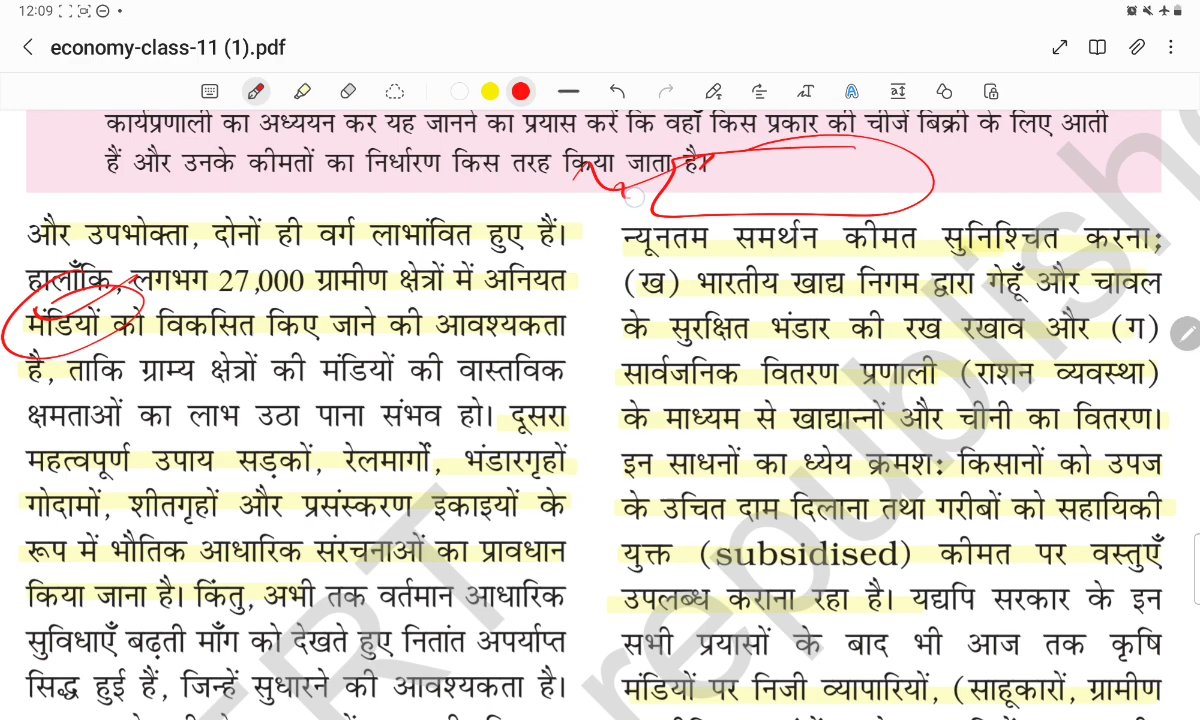 12:09
economy-class-11 (1).pdf
कार्यप्रणाली का अध्ययन कर यह जानने का प्रयास करें कि वहाँ किस प्रकार की चीजें बिक्री के लिए आती
हैं और उनके कीमतों का निर्धारण किस तरह किया जाता है।
और उपभोक्ता, दोनों ही वर्ग लाभांवित हुए हैं।
हालाँकि, लगभग 27,000 ग्रामीण क्षेत्रों में अनियत
मंडियों को विकसित किए जाने की आवश्यकता
है, ताकि ग्राम्य क्षेत्रों की मंडियों की वास्तविक
क्षमताओं का लाभ उठा पाना संभव हो। दूसरा
महत्वपूर्ण उपाय सड़कों, रेलमार्गों, भंडारगृहों
गोदामों, शीतगृहों और प्रसंस्करण इकाइयों के
रूप में भौतिक आधारिक संरचनाओं का प्रावधान
किया जाना है। किंतु, अभी तक वर्तमान आधारिक
सुविधाएँ बढ़ती माँग को देखते हुए नितांत अपर्याप्त
सिद्ध हुई हैं, जिन्हें सुधारने की आवश्यकता है।
न्यूनतम समर्थन कीमत सुनिश्चित करना;
(ख) भारतीय खाद्य निगम द्वारा गेहूँ और चावल
के सुरक्षित भंडार की रख रखाव और (ग)
सार्वजनिक वितरण प्रणाली (राशन व्यवस्था)
के माध्यम से खाद्यान्नों और चीनी का वितरण।
इन साधनों का ध्येय क्रमशः किसानों को उपज
के उचित दाम दिलाना तथा गरीबों को सहायिकी
युक्त (subsidised) कीमत पर वस्तुएँ
उपलब्ध कराना रहा है। यद्यपि सरकार के इन
सभी प्रयासों के बाद भी आज तक कृषि
मंडियों पर निजी व्यापारियों, (साहूकारों, ग्रामीण